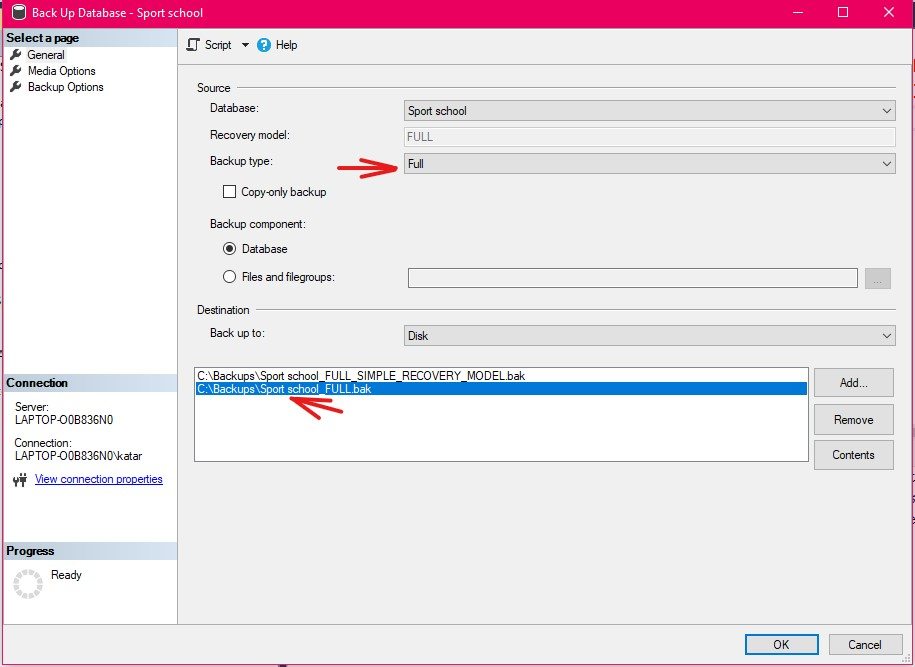 Back Up Database - Sport school
Select a page
General
Media Options
Backup Options
Script
Help
Source
Database:
Sport school
Recovery model:
FULL
Backup type:
Full
Copy-only backup
Backup component:
Database
Files and filegroups:
...
Destination
Back up to:
Disk
C:\Backups\Sport school_FULL_SIMPLE_RECOVERY_MODEL.bak
C:\Backups\Sport school_FULL.bak
Add...
Remove
Contents
Connection
Server:
LAPTOP-O0B836N0
Connection:
LAPTOP-O0B836N0\katar
View connection properties
Progress
Ready
OK
Cancel